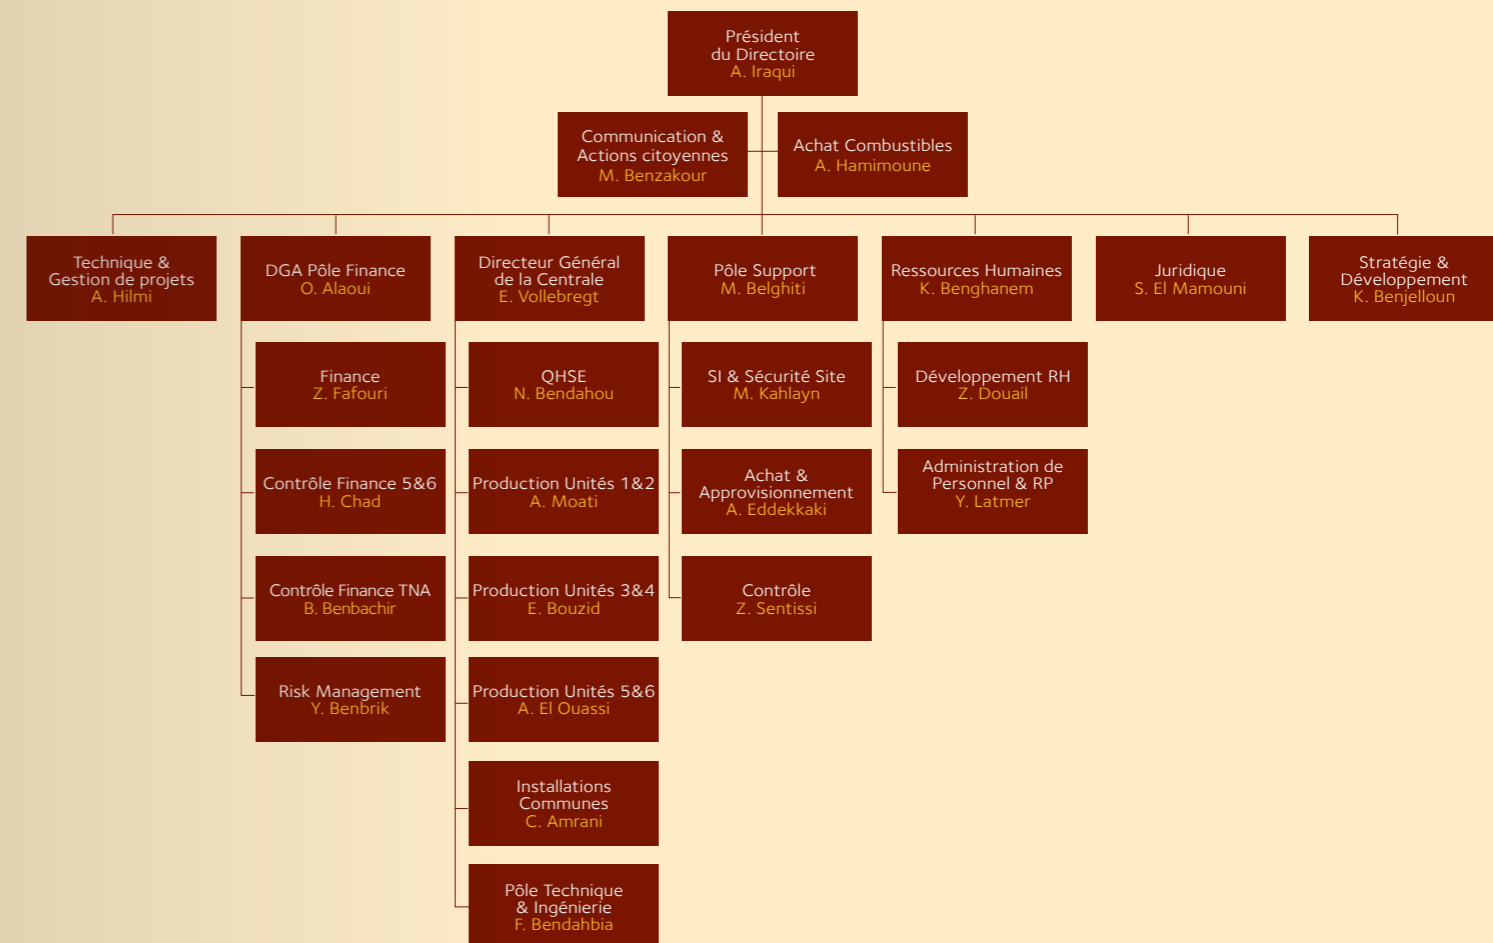 Président
du Directoire
A. Iraqui
Communication &
Actions citoyennes
M. Benzakour
Achat Combustibles
A. Hamimoune
Technique &
Gestion de projets
A. Hilmi
DGA Pôle Finance
O. Alaoui
Directeur Général
de la Centrale
E. Vollebregt
Pôle Support
M. Belghiti
Ressources Humaines
K. Benghanem
Juridique
S. El Mamouni
Stratégie &
Développement
K. Benjelloun
Finance
Z. Fafouri
Contrôle Finance 5&6
H. Chad
Contrôle Finance TNA
B. Benbachir
Risk Management
Y. Benbrik
QHSE
N. Bendahou
Production Unités 1&2
A. Moati
Production Unités 3&4
E. Bouzid
Production Unités 5&6
A. El Ouassi
Installations
Communes
C. Amrani
Pôle Technique
& Ingénierie
F. Bendahbia
SI & Sécurité Site
M. Kahlayn
Achat &
Approvisionnement
A. Eddekkaki
Contrôle
Z. Sentissi
Développement RH
Z. Douail
Administration de
Personnel & RP
Y. Latmer